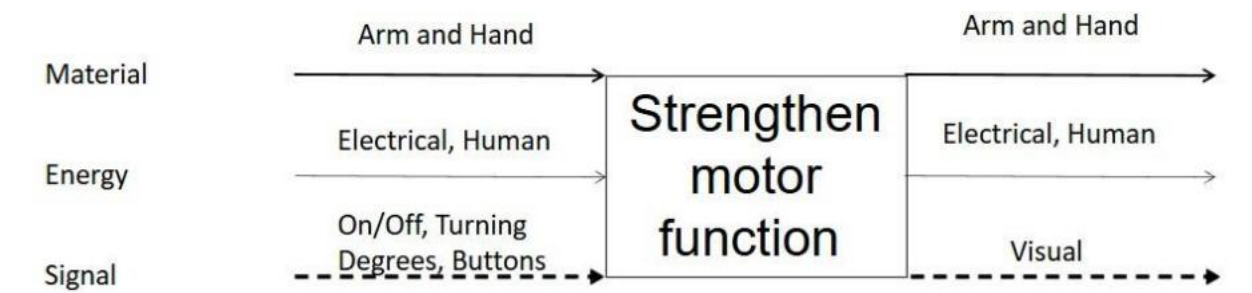 Arm and Hand
Arm and Hand
Material
Strengthen
motor
function
Electrical, Human
Electrical, Human
Energy
On/Off, Turning
Degrees, Buttons
Visual
Signal